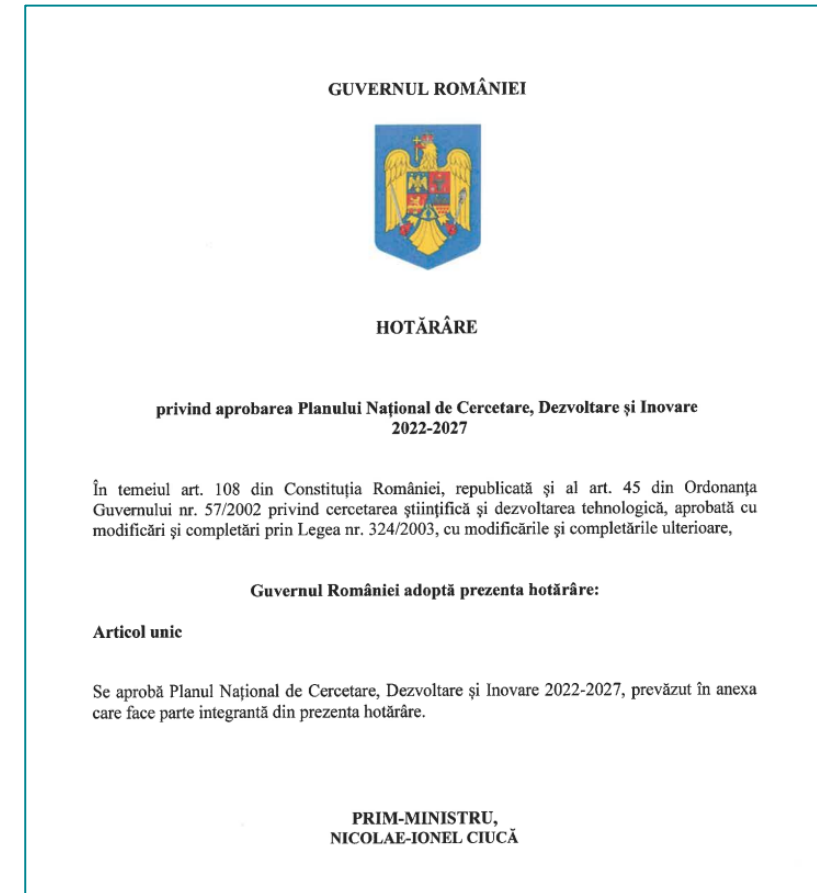 GUVERNUL ROMÂNIEI
HOTĂRÂRE
privind aprobarea Planului Național de Cercetare, Dezvoltare și Inovare
2022-2027
În temeiul art. 108 din Constituția României, republicată și al art. 45 din Ordonanța
Guvernului nr. 57/2002 privind cercetarea științifică și dezvoltarea tehnologică, aprobată cu
modificări și completări prin Legea nr. 324/2003, cu modificările și completările ulterioare,
Guvernul României adoptă prezenta hotărâre:
Articol unic
Se aprobă Planul Național de Cercetare, Dezvoltare și Inovare 2022-2027, prevăzut în anexa
care face parte integrantă din prezenta hotărâre.
PRIM-MINISTRU,
NICOLAE-IONEL CIUCĂ